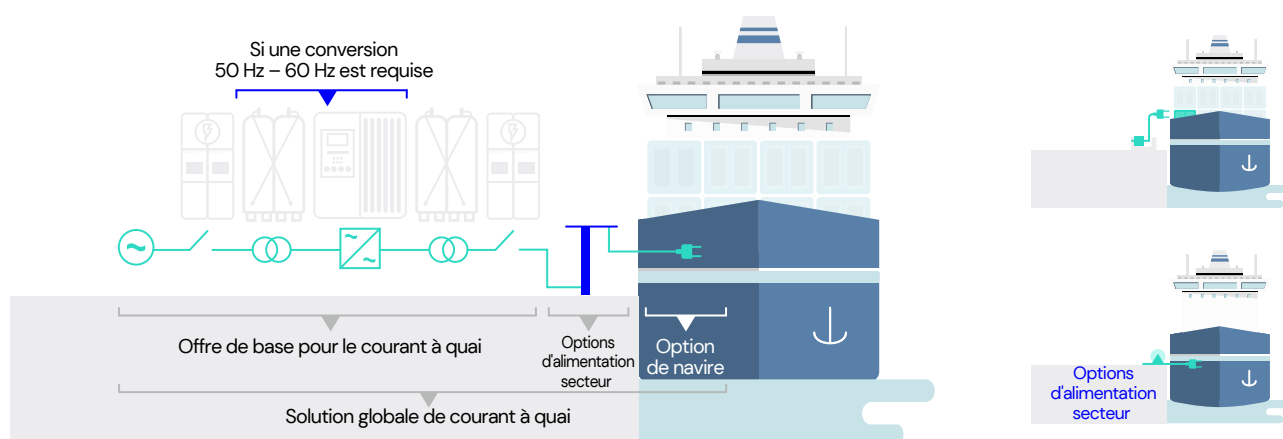 Si une conversion
50 Hz – 60 Hz est requise
Offre de base pour le courant à quai
Options
d'alimentation
secteur
Option
de navire
Solution globale de courant à quai
Options
d'alimentation
secteur